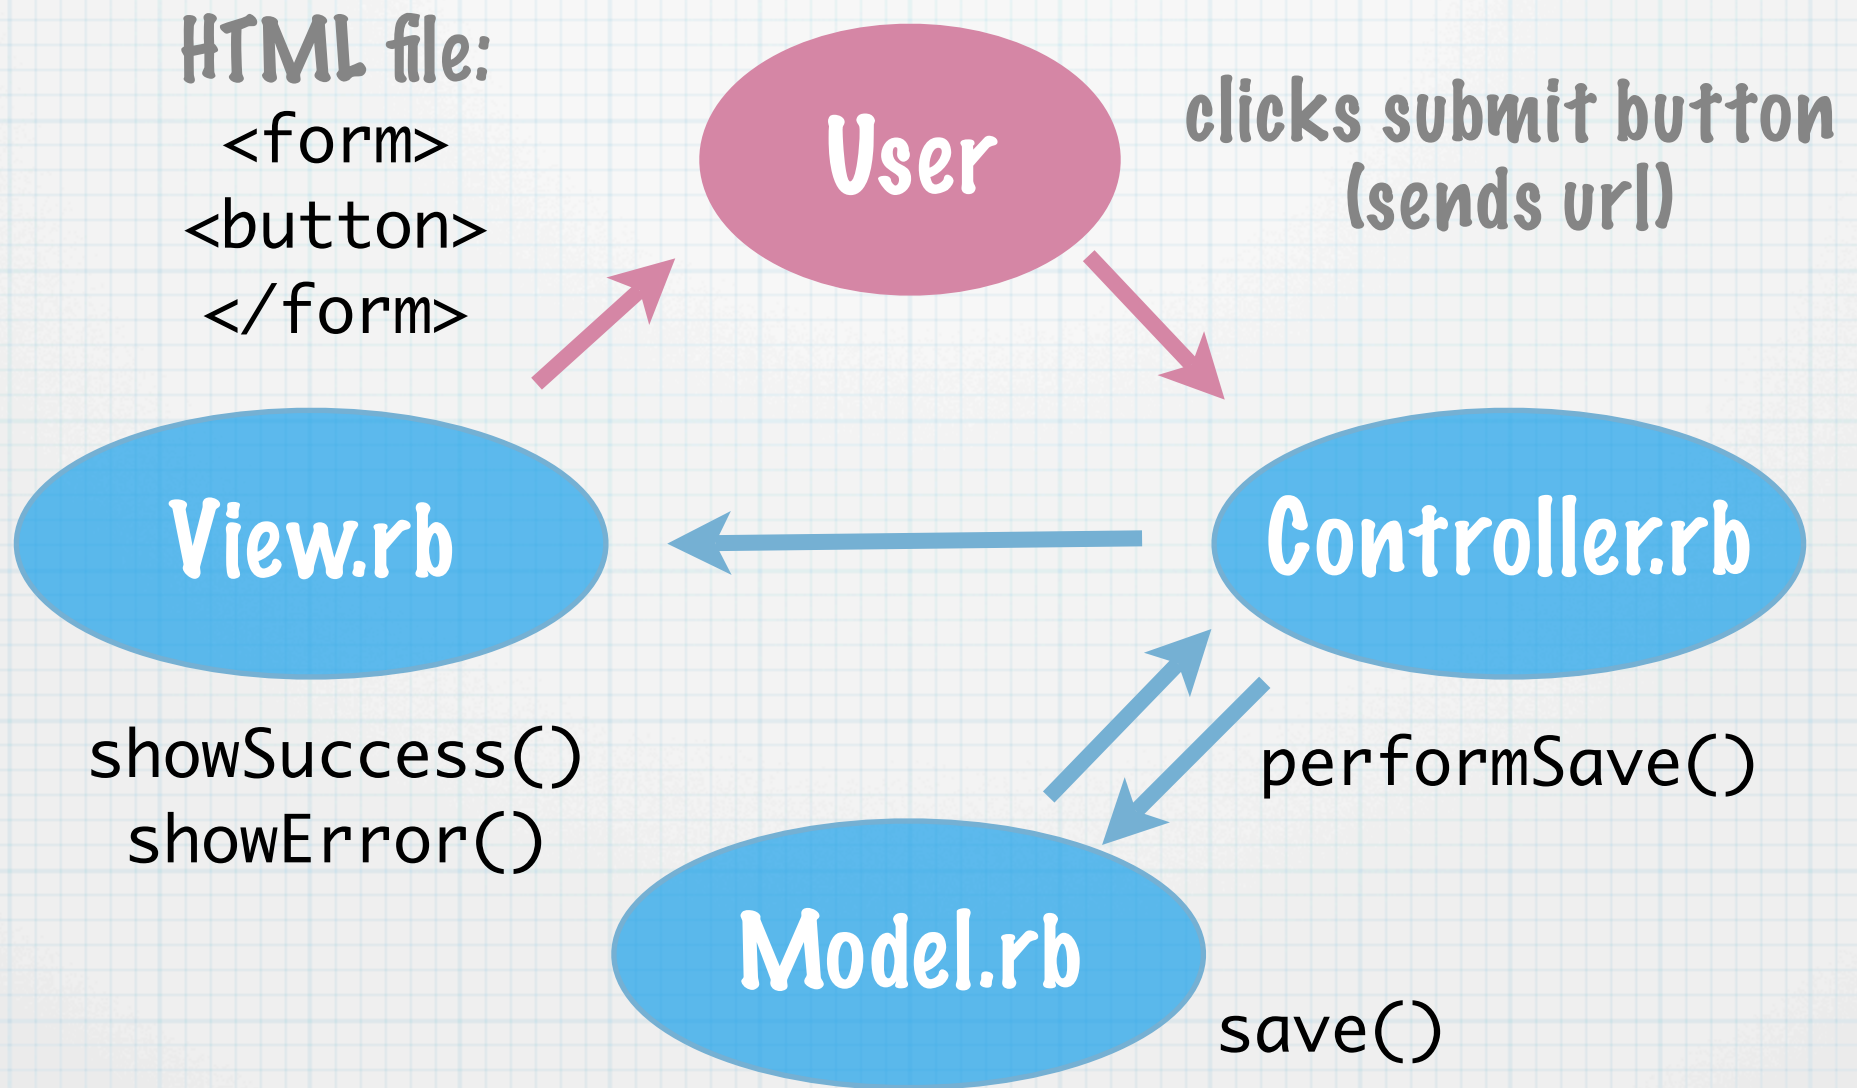 HTML file:
<form>
<button>
</form>
User
clicks submit button
(sends url)
View.rb
Controller.rb
showSuccess()
showError()
performSave()
Model.rb
save()